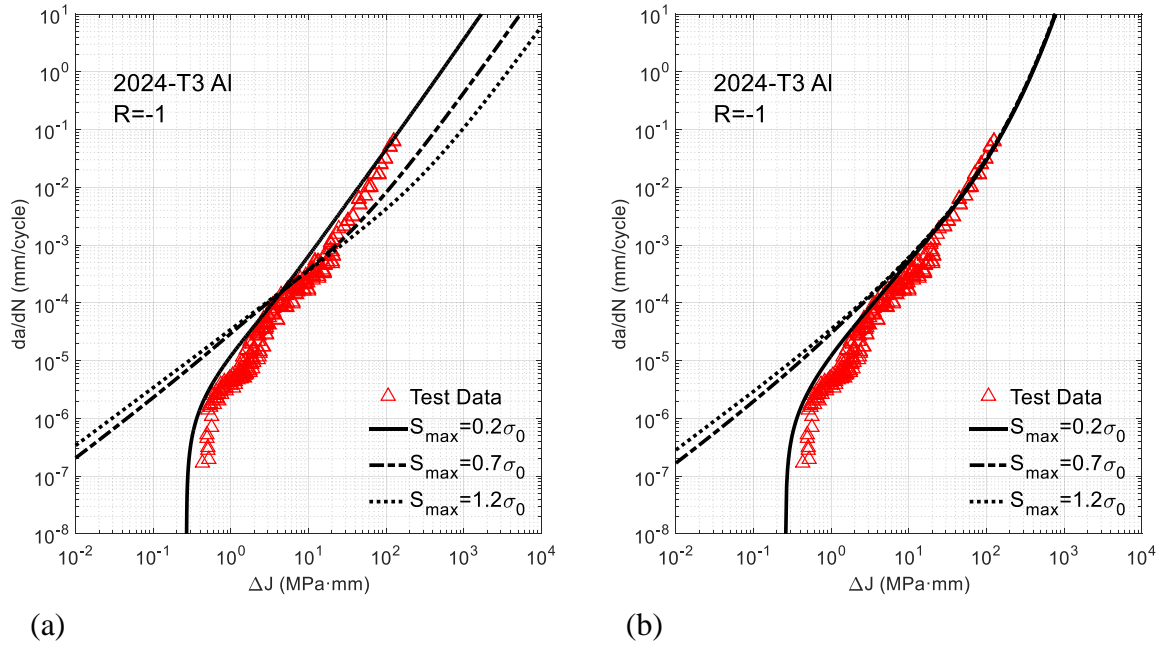 10^1
10^0
10^-1
10^-2
10^-3
10^-4
10^-5
10^-6
10^-7
10^-8
da/dN (mm/cycle)
2024-T3 Al
R=-1
Test Data
S_max=0.2σ_0
S_max=0.7σ_0
S_max=1.2σ_0
10^-2 10^-1 10^0 10^1 10^2 10^3 10^4
ΔJ (MPa·mm)
(a)
10^1
10^0
10^-1
10^-2
10^-3
10^-4
10^-5
10^-6
10^-7
10^-8
da/dN (mm/cycle)
2024-T3 Al
R=-1
Test Data
S_max=0.2σ_0
S_max=0.7σ_0
S_max=1.2σ_0
10^-2 10^-1 10^0 10^1 10^2 10^3 10^4
ΔJ (MPa·mm)
(b)